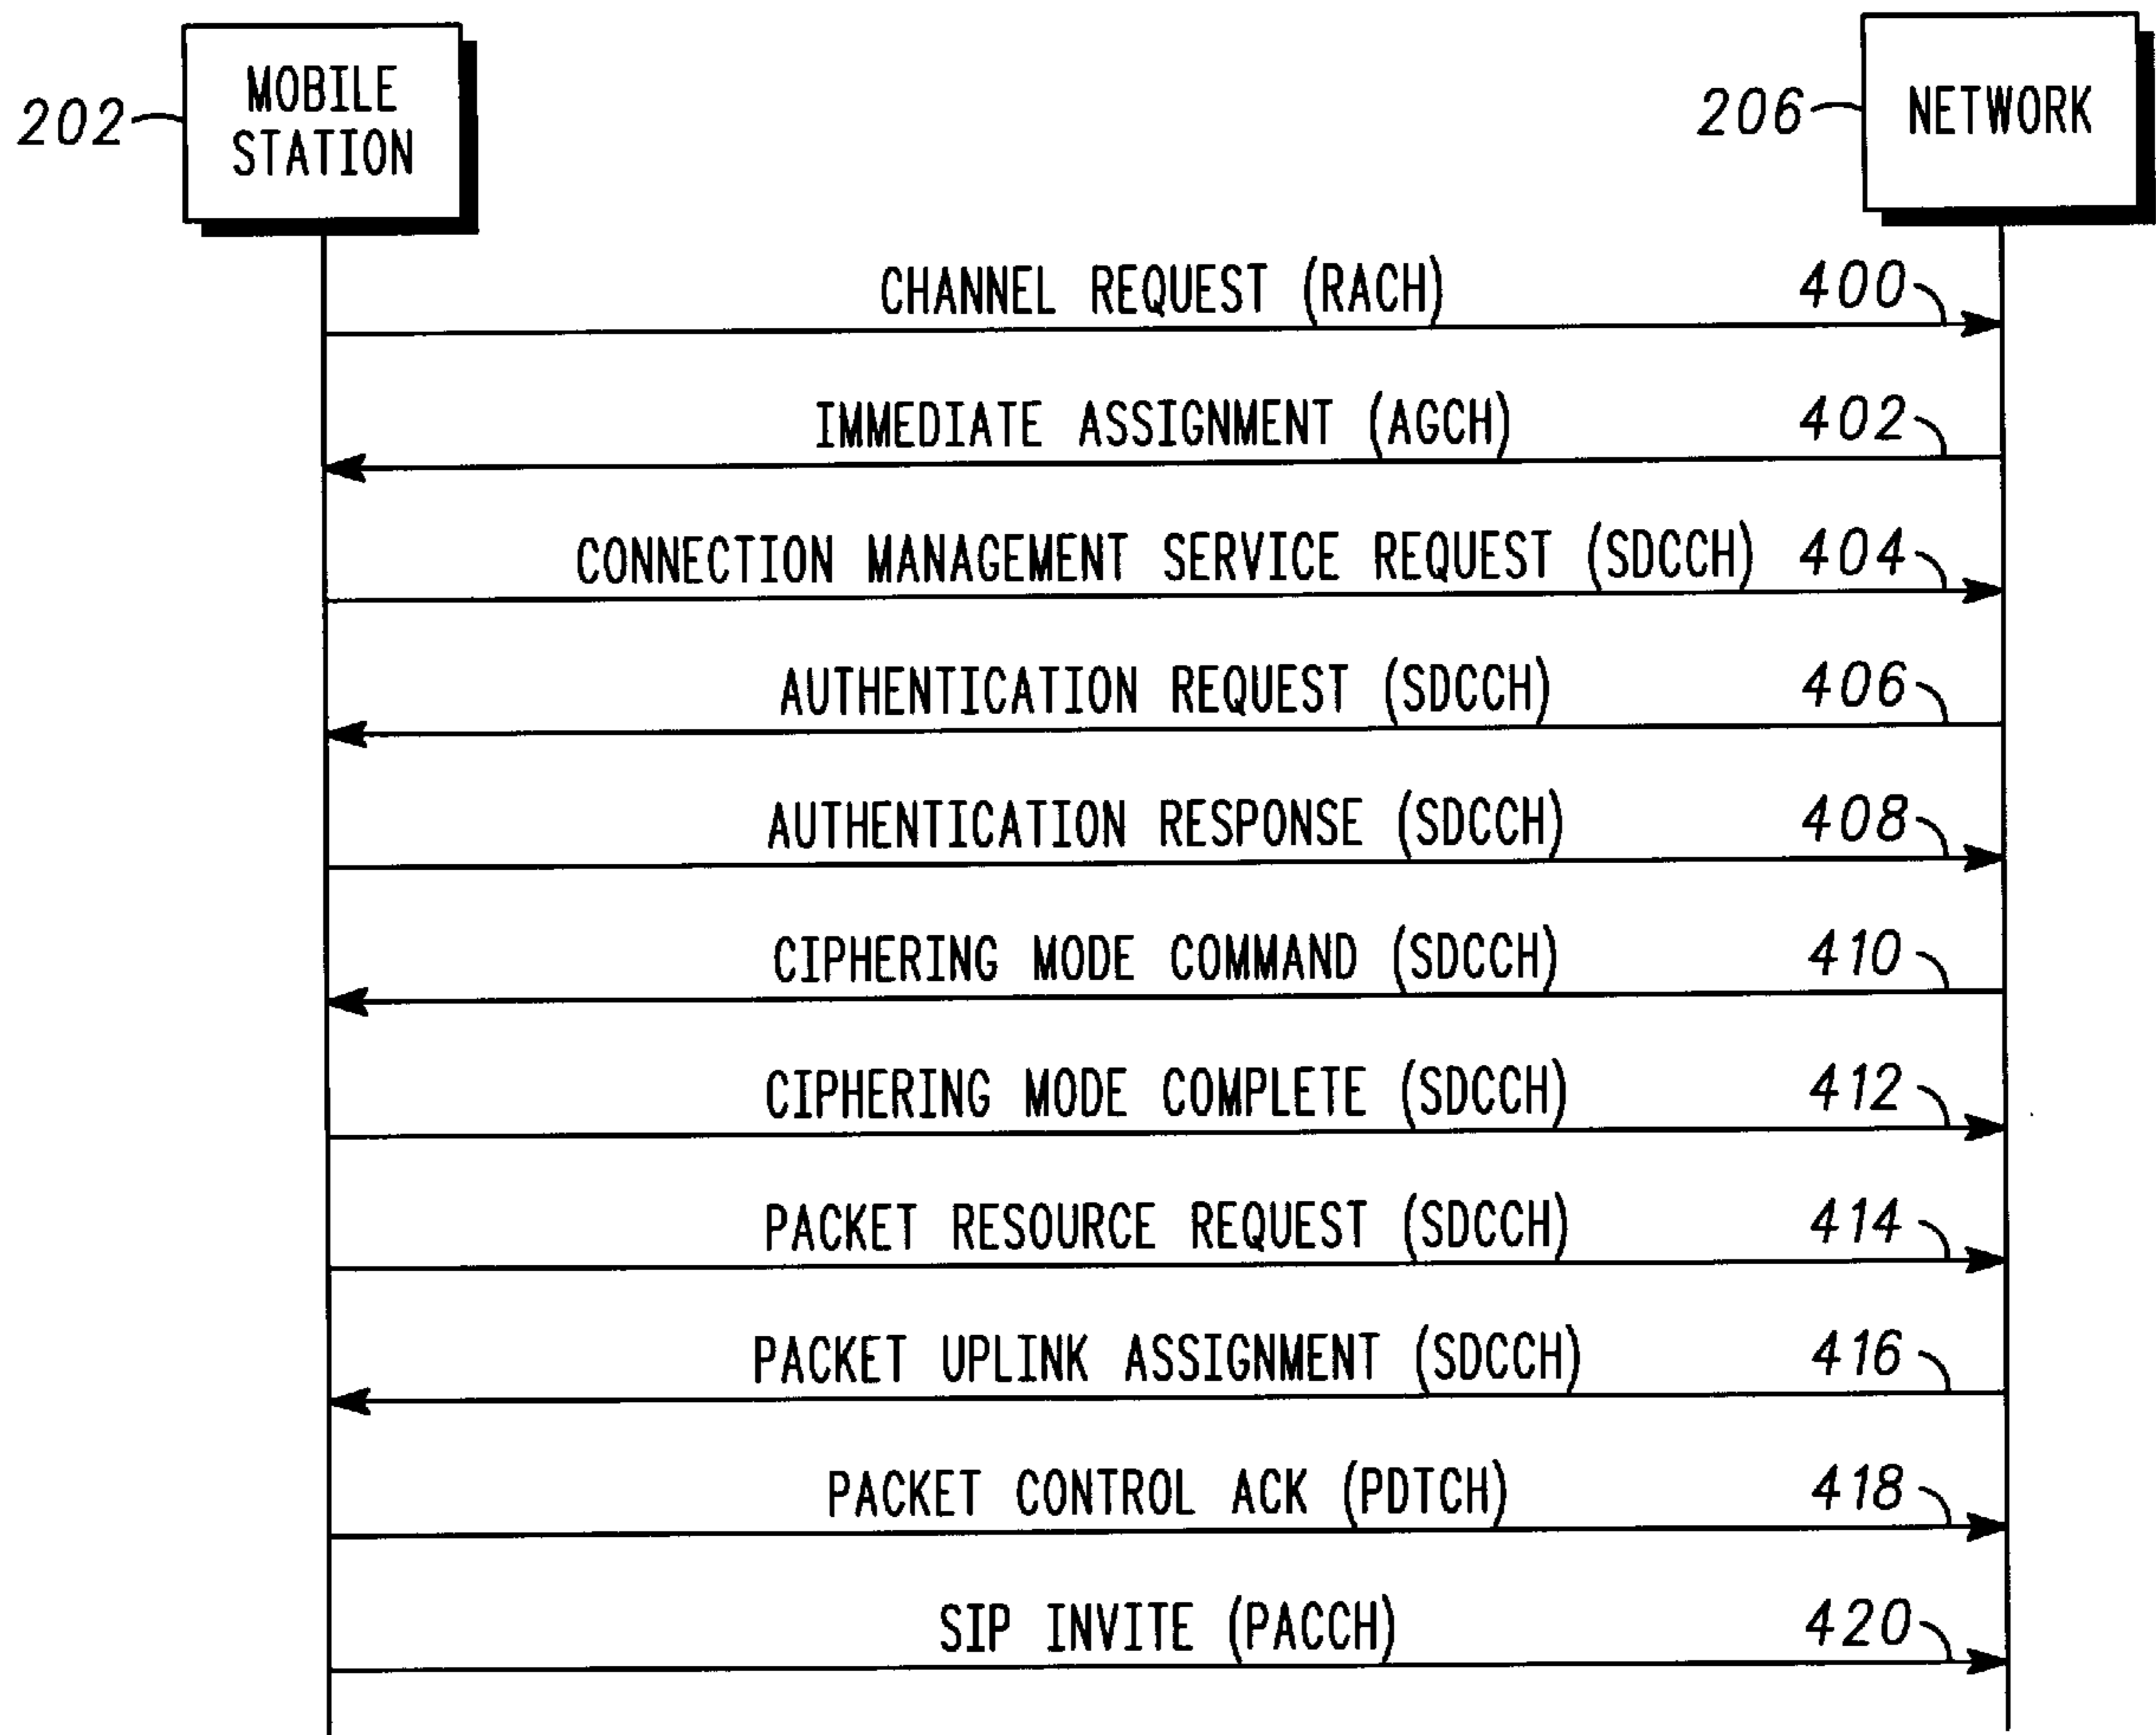 202
MOBILE
STATION
206
NETWORK
CHANNEL REQUEST (RACH) 400
IMMEDIATE ASSIGNMENT (AGCH) 402
CONNECTION MANAGEMENT SERVICE REQUEST (SDCCH) 404
AUTHENTICATION REQUEST (SDCCH) 406
AUTHENTICATION RESPONSE (SDCCH) 408
CIPHERING MODE COMMAND (SDCCH) 410
CIPHERING MODE COMPLETE (SDCCH) 412
PACKET RESOURCE REQUEST (SDCCH) 414
PACKET UPLINK ASSIGNMENT (SDCCH) 416
PACKET CONTROL ACK (PDTCH) 418
SIP INVITE (PACCH) 420